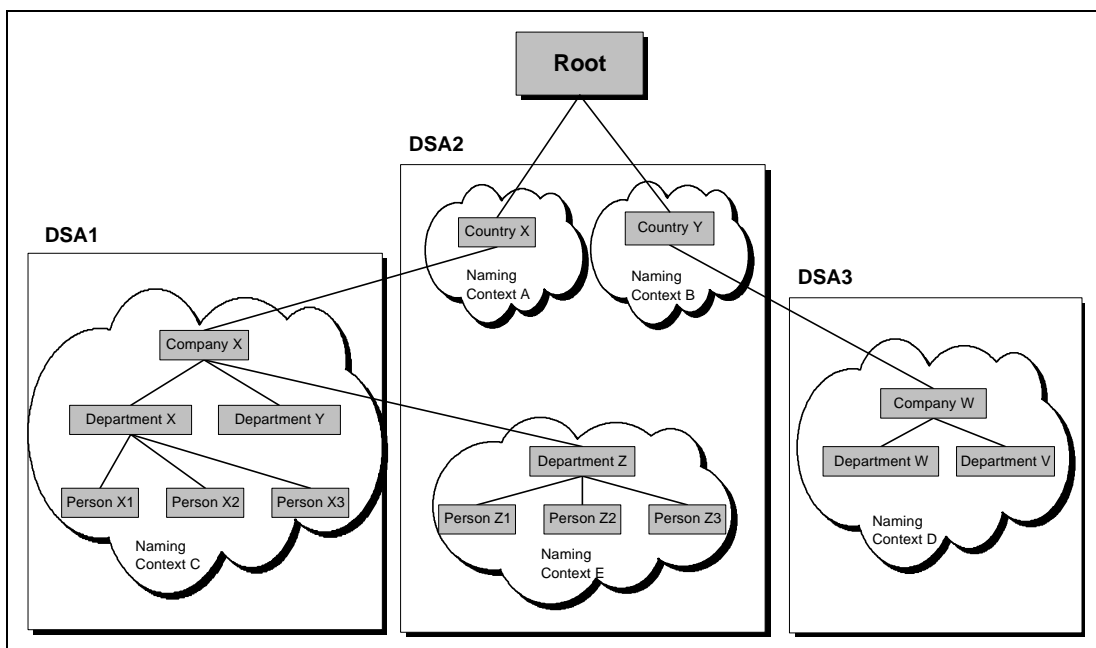 Root
DSA2
DSA1
DSA3
Country X
Country Y
Naming
Context A
Naming
Context B
Company X
Department X
Department Y
Person X1
Person X2
Person X3
Naming
Context C
Department Z
Person Z1
Person Z2
Person Z3
Naming
Context E
Company W
Department W
Department V
Naming
Context D